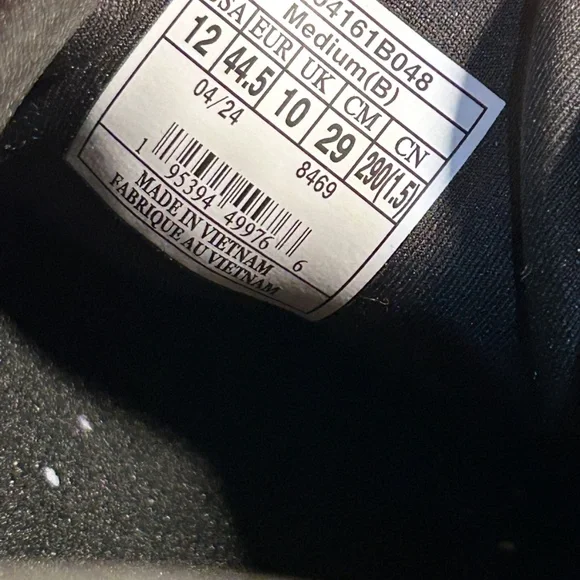 34161B048
Medium(B)
USA EUR UK CM CN
12 44.5 10 29 290(1.5)
04/24 8469
1 95394 49976 6
MADE IN VIETNAM
FABRIQUE AU VIETNAM